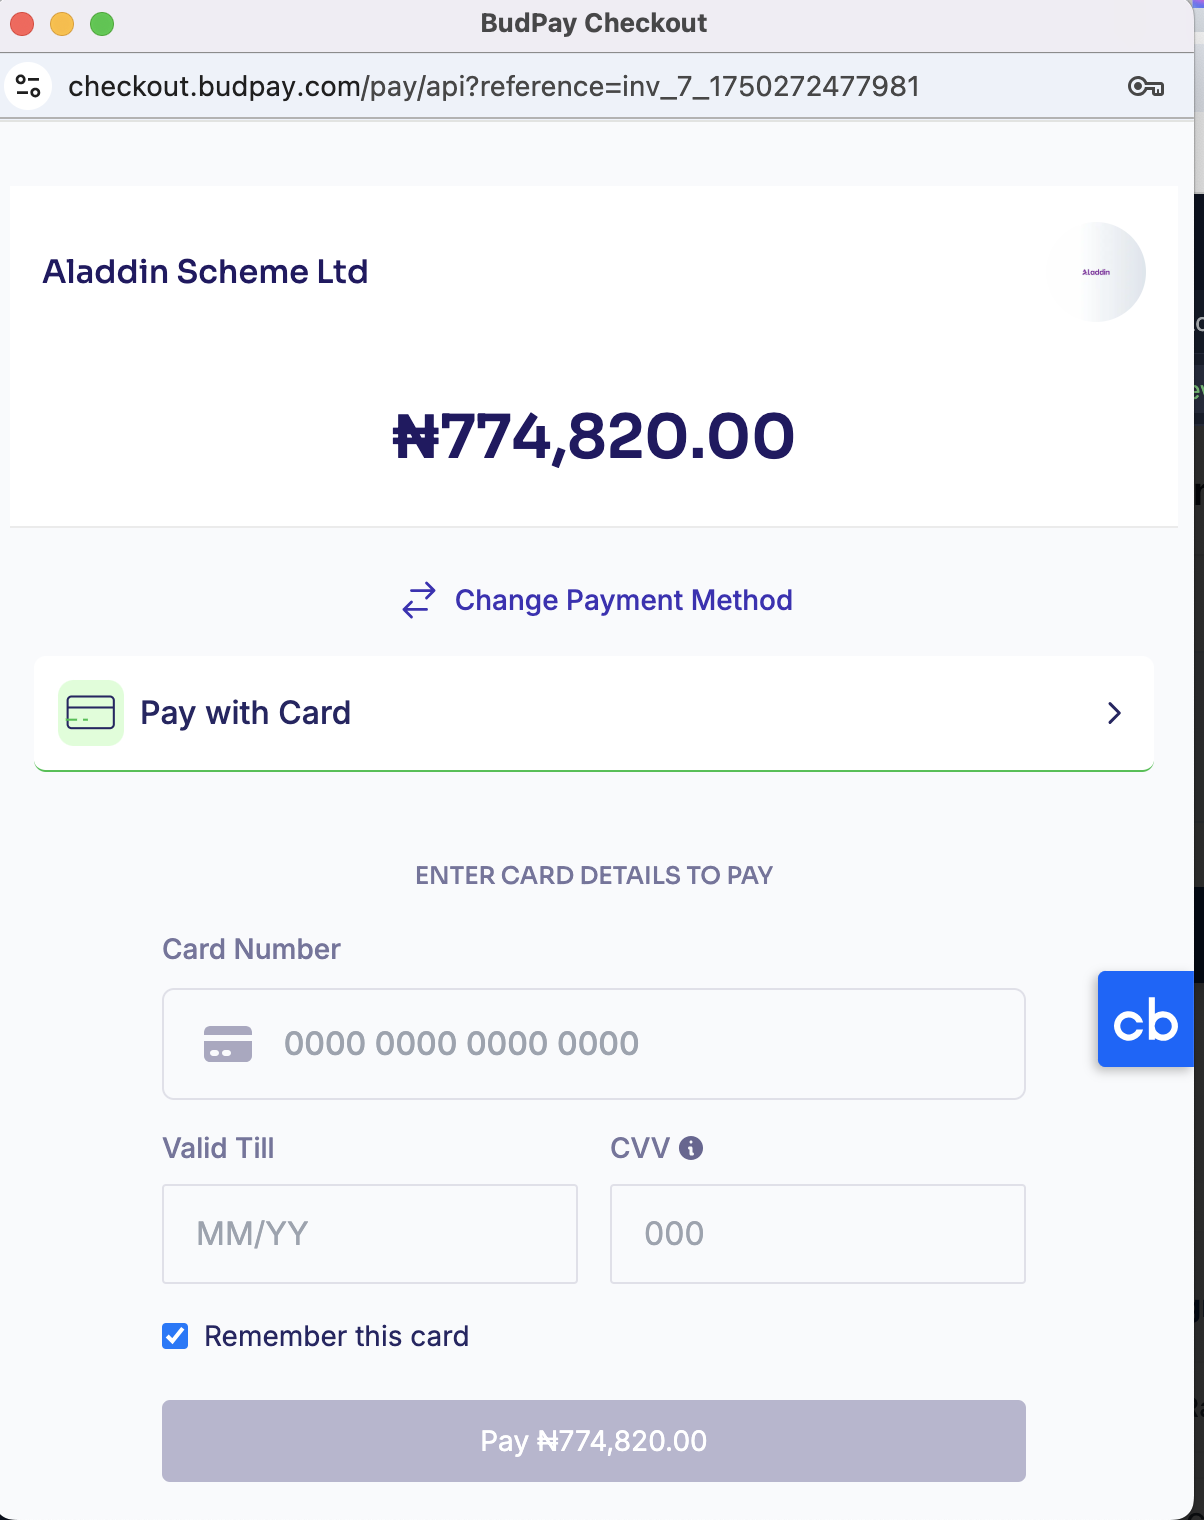 BudPay Checkout
checkout.budpay.com/pay/api?reference=inv_7_1750272477981
Aladdin Scheme Ltd
Aladdin
₦774,820.00
Change Payment Method
Pay with Card
ENTER CARD DETAILS TO PAY
Card Number
0000 0000 0000 0000
cb
Valid Till
CVV
MM/YY
000
Remember this card
Pay ₦774,820.00